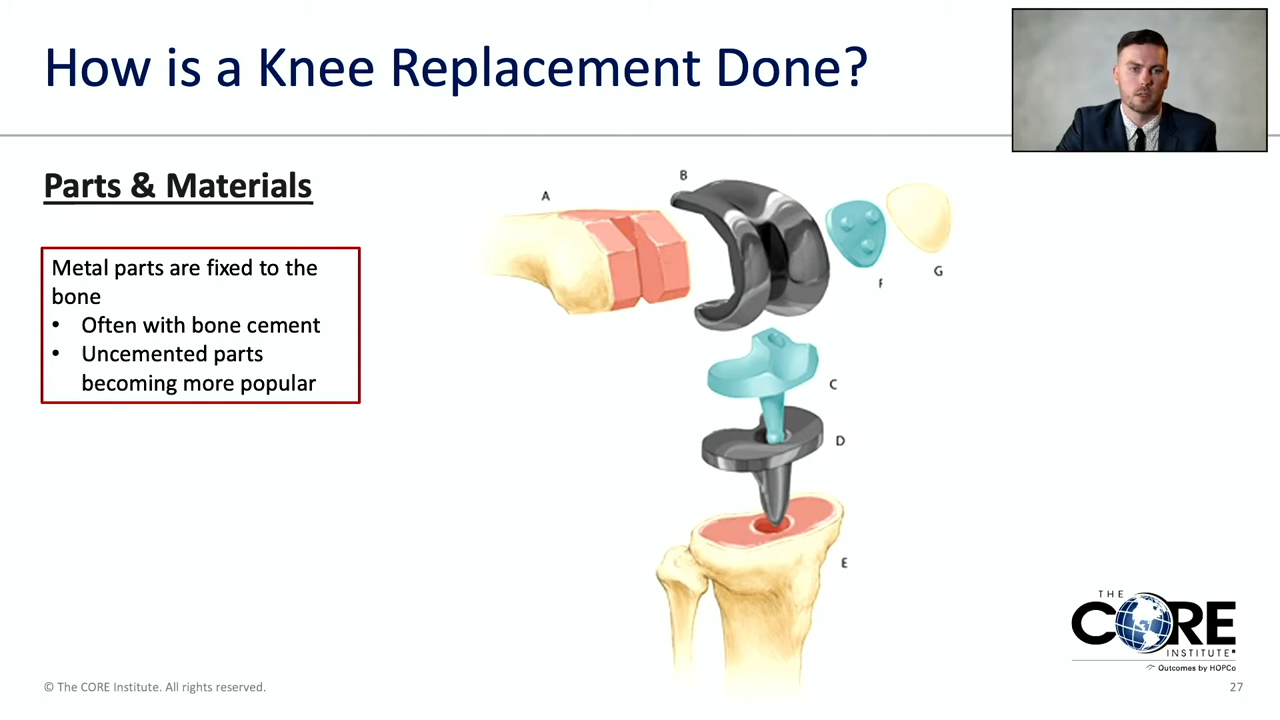 How is a Knee Replacement Done?
Parts & Materials
Metal parts are fixed to the
bone
• Often with bone cement
• Uncemented parts
becoming more popular
A
B
F
G
C
D
E
THE
CORE
INSTITUTE®
Outcomes by HOPCo
© The CORE Institute. All rights reserved.
27